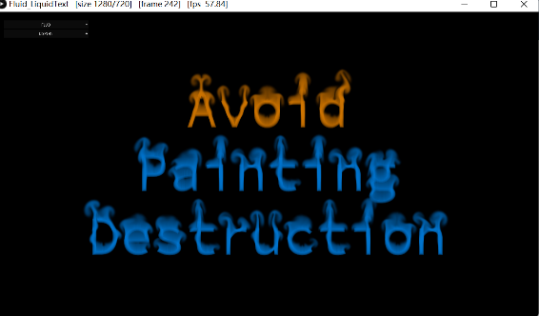 Fluid_LiquidText [size 1280/720] [frame 242] [fps 57.84]
Avoid
Painting
Destruction